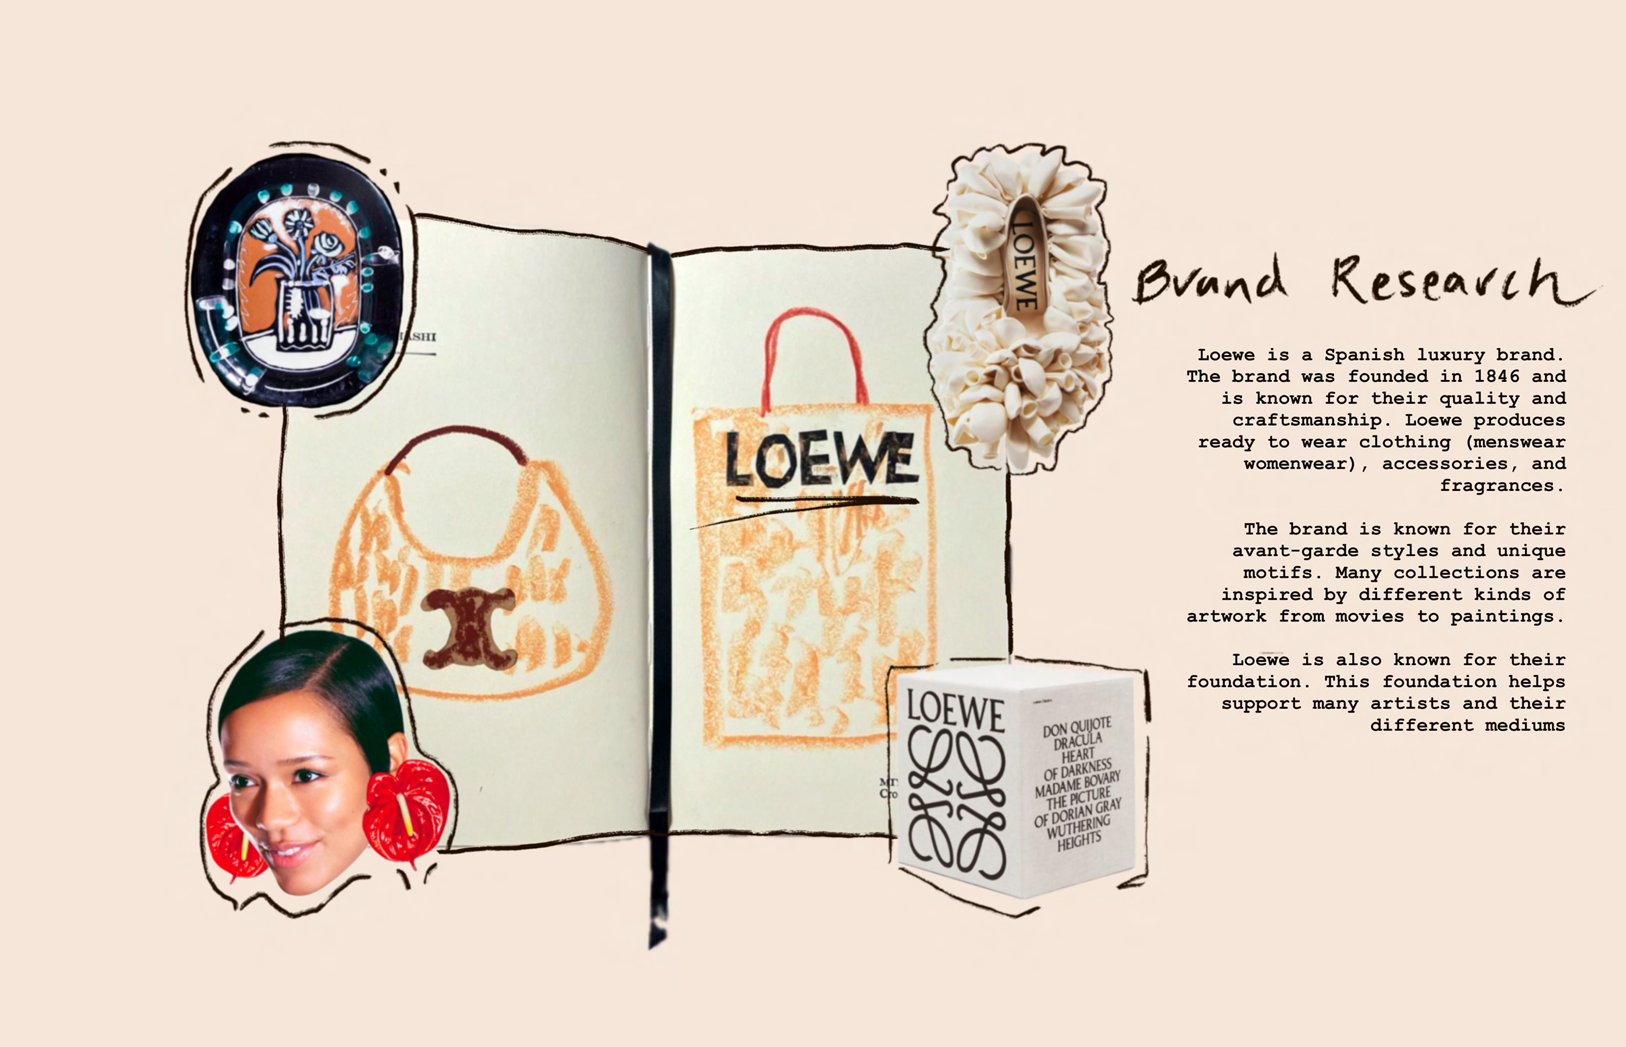 ASHI
LOEWE
LOEWE
Brand Research
Loewe is a Spanish luxury brand.
The brand was founded in 1846 and
is known for their quality and
craftsmanship. Loewe produces
ready to wear clothing (menswear
womenwear), accessories, and
fragrances.
The brand is known for their
avant-garde styles and unique
motifs. Many collections are
inspired by different kinds of
artwork from movies to paintings.
Loewe is also known for their
foundation. This foundation helps
support many artists and their
different mediums
Cro
LOEWE
DON QUIJOTE
DRACULA
HEART
OF DARKNESS
MADAME BOVARY
THE PICTURE
OF DORIAN GRAY
WUTHERING
HEIGHTS